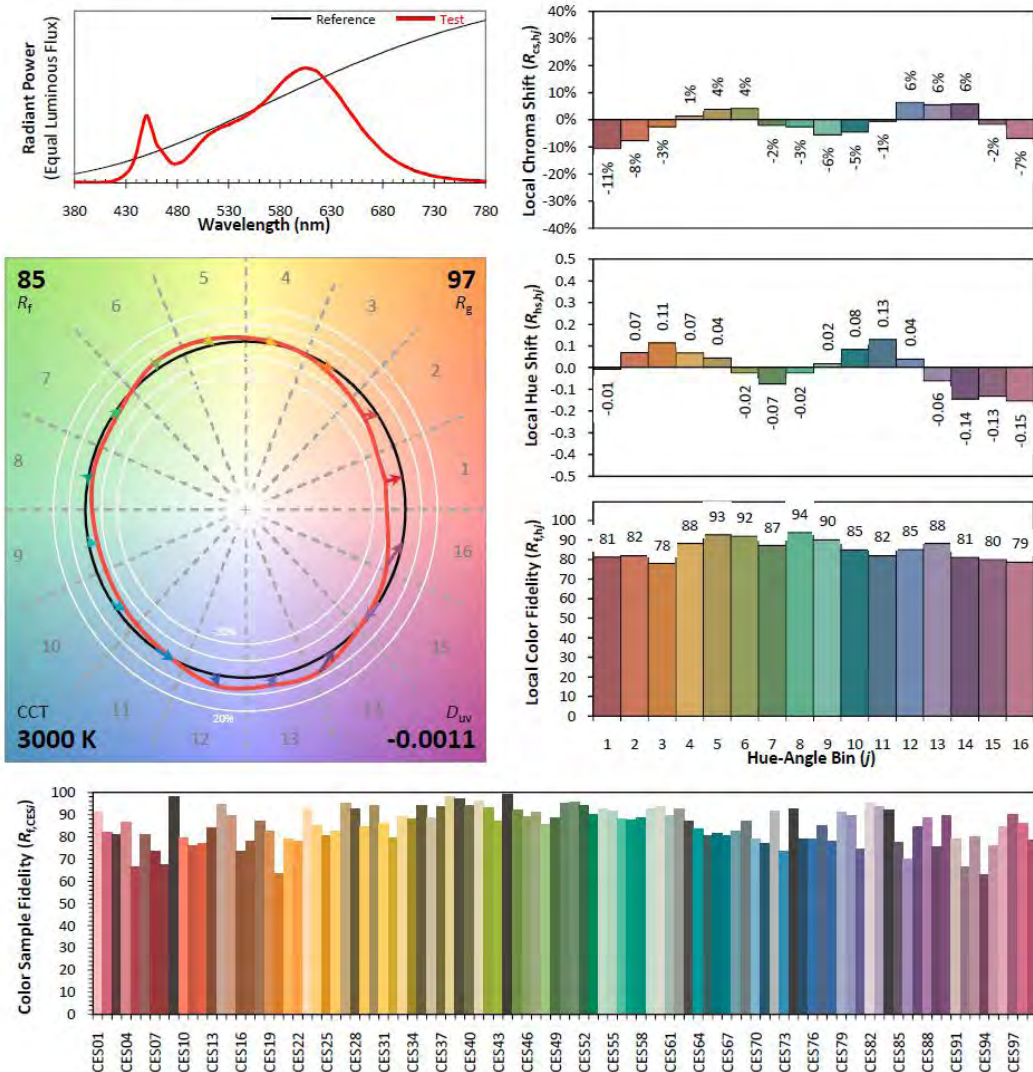 Reference
Test
Radiant Power
(Equal Luminous Flux)
380 430 480 530 580 630 680 730 780
Wavelength (nm)
Local Chroma Shift (Rcs,hj)
40%
30%
20%
10%
0%
-10%
-20%
-30%
-40%
-11% -8% -3% 1% 4% 4% -2% -3% -6% -5% -1% 6% 6% 6% -2% -7%
85
Rf
97
Rg
5 4
6 3
7 2
8 1
9 16
10 15
11 14
12 13
20%
CCT
3000 K
Duv
-0.0011
Local Hue Shift (Rhs,hj)
0.5
0.4
0.3
0.2
0.1
0.0
-0.1
-0.2
-0.3
-0.4
-0.5
-0.01 0.07 0.11 0.07 0.04 -0.02 -0.07 -0.02 0.02 0.08 0.13 0.04 -0.06 -0.14 -0.13 -0.15
Local Color Fidelity (Rf,hj)
100
90
80
70
60
50
40
30
20
10
0
81 82 78 88 93 92 87 94 90 85 82 85 88 81 80 79
1 2 3 4 5 6 7 8 9 10 11 12 13 14 15 16
Hue-Angle Bin (j)
Color Sample Fidelity (Rf,CESi)
100
90
80
70
60
50
40
30
20
10
0
CES01 CES04 CES07 CES10 CES13 CES16 CES19 CES22 CES25 CES28 CES31 CES34 CES37 CES40 CES43 CES46 CES49 CES52 CES55 CES58 CES61 CES64 CES67 CES70 CES73 CES76 CES79 CES82 CES85 CES88 CES91 CES94 CES97